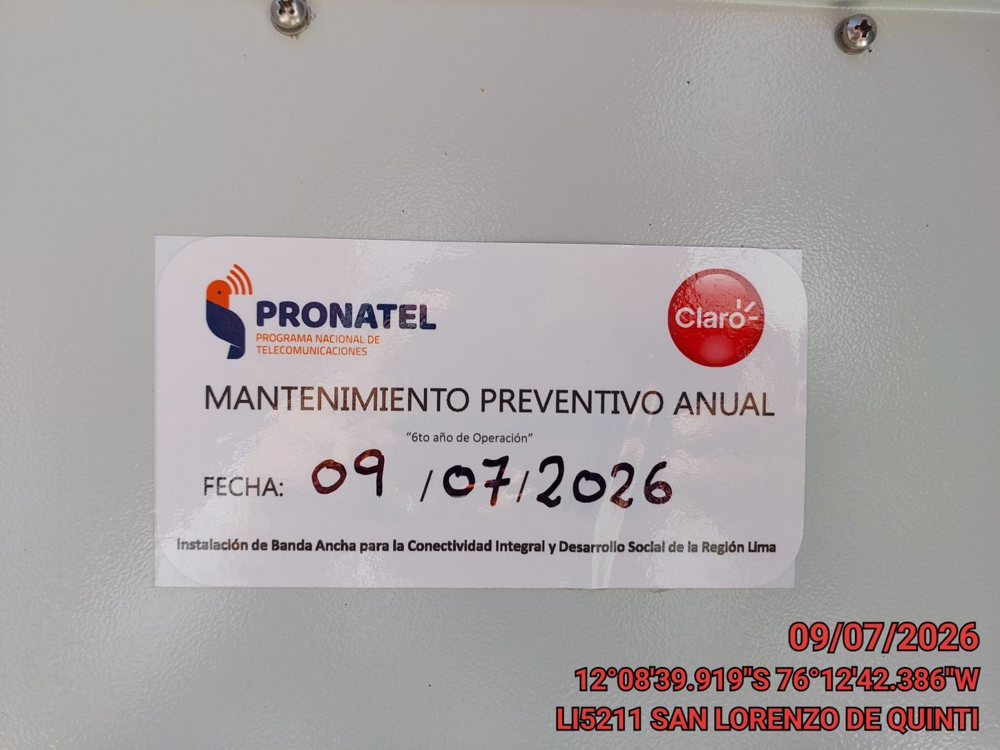 PRONATEL
PROGRAMA NACIONAL DE
TELECOMUNICACIONES
Claro
MANTENIMIENTO PREVENTIVO ANUAL
“6to año de Operación”
FECHA: 09 / 07 / 2026
Instalación de Banda Ancha para la Conectividad Integral y Desarrollo Social de la Región Lima
09/07/2026
12°08'39.919"S 76°12'42.386"W
LI5211 SAN LORENZO DE QUINTI